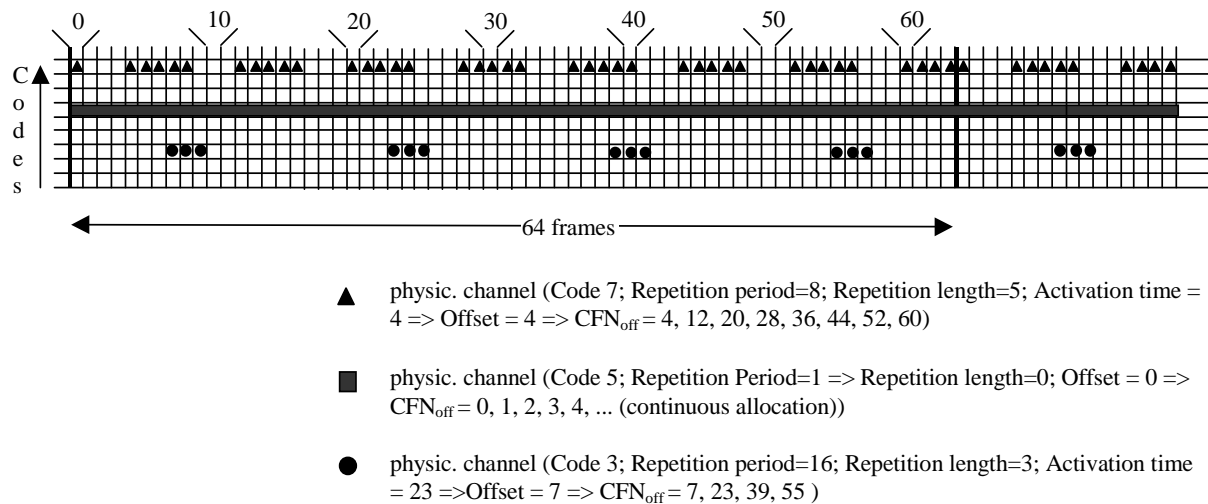 0 10 20 30 40 50 60
C
o
d
e
s
64 frames
physic. channel (Code 7; Repetition period=8; Repetition length=5; Activation time =
4 => Offset = 4 => CFNoff = 4, 12, 20, 28, 36, 44, 52, 60)
physic. channel (Code 5; Repetition Period=1 => Repetition length=0; Offset = 0 =>
CFNoff = 0, 1, 2, 3, 4, ... (continuous allocation))
physic. channel (Code 3; Repetition period=16; Repetition length=3; Activation time
= 23 =>Offset = 7 => CFNoff = 7, 23, 39, 55 )